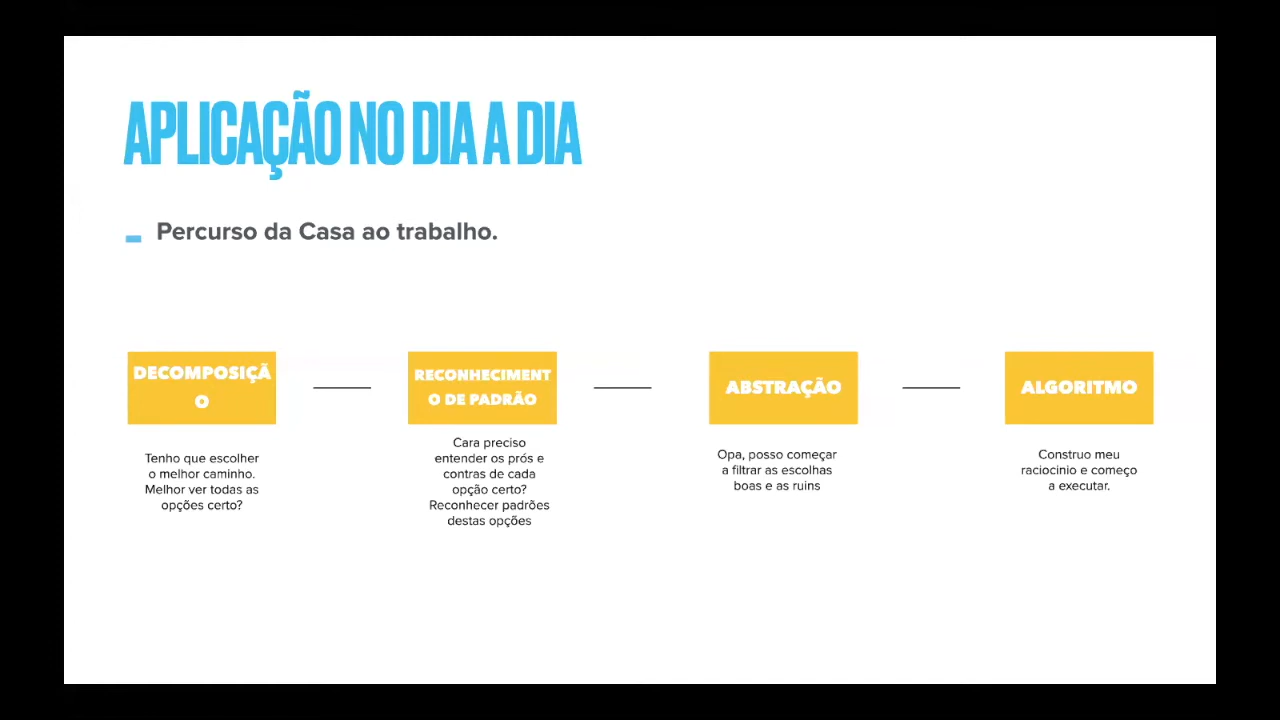 APLICAÇÃO NO DIA A DIA
Percurso da Casa ao trabalho.
DECOMPOSIÇÃ
O
Tenho que escolher
o melhor caminho.
Melhor ver todas as
opções certo?
RECONHECIMENT
O DE PADRÃO
Cara preciso
entender os prós e
contras de cada
opção certo?
Reconhecer padrões
destas opções
ABSTRAÇÃO
Opa, posso começar
a filtrar as escolhas
boas e as ruins
ALGORITMO
Construo meu
raciocinio e começo
a executar.